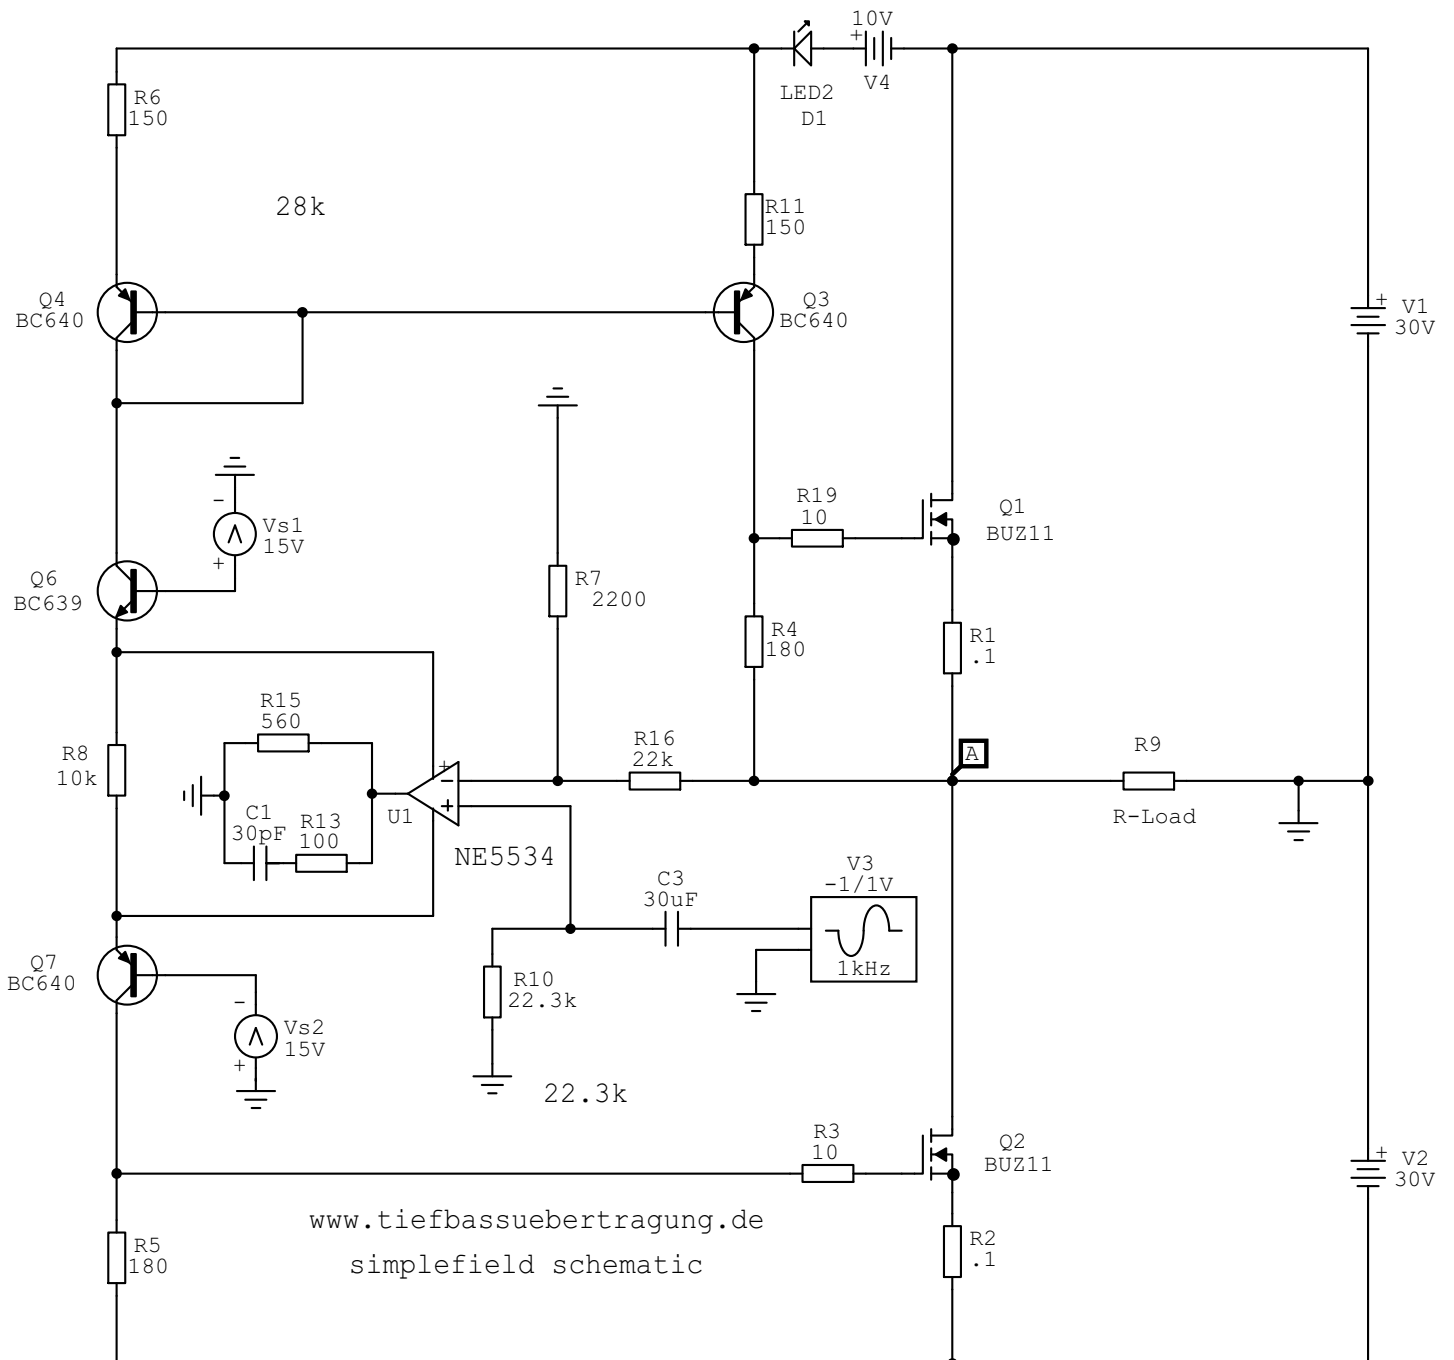 10V
+
V4
LED2
D1
R6
150
28k
R11
150
Q4
BC640
Q3
BC640
+
V1
30V
-
Vs1
15V
+
R19
10
Q1
BUZ11
Q6
BC639
R7
2200
R4
180
R1
.1
R15
560
R8
10k
R16
22k
A
R9
R-Load
+
-
+
U1
C1
30pF
R13
100
NE5534
V3
-1/1V
1kHz
C3
30uF
Q7
BC640
R10
22.3k
-
Vs2
15V
+
22.3k
R3
10
Q2
BUZ11
+
V2
30V
www.tiefbassuebertragung.de
simplefield schematic
R5
180
R2
.1